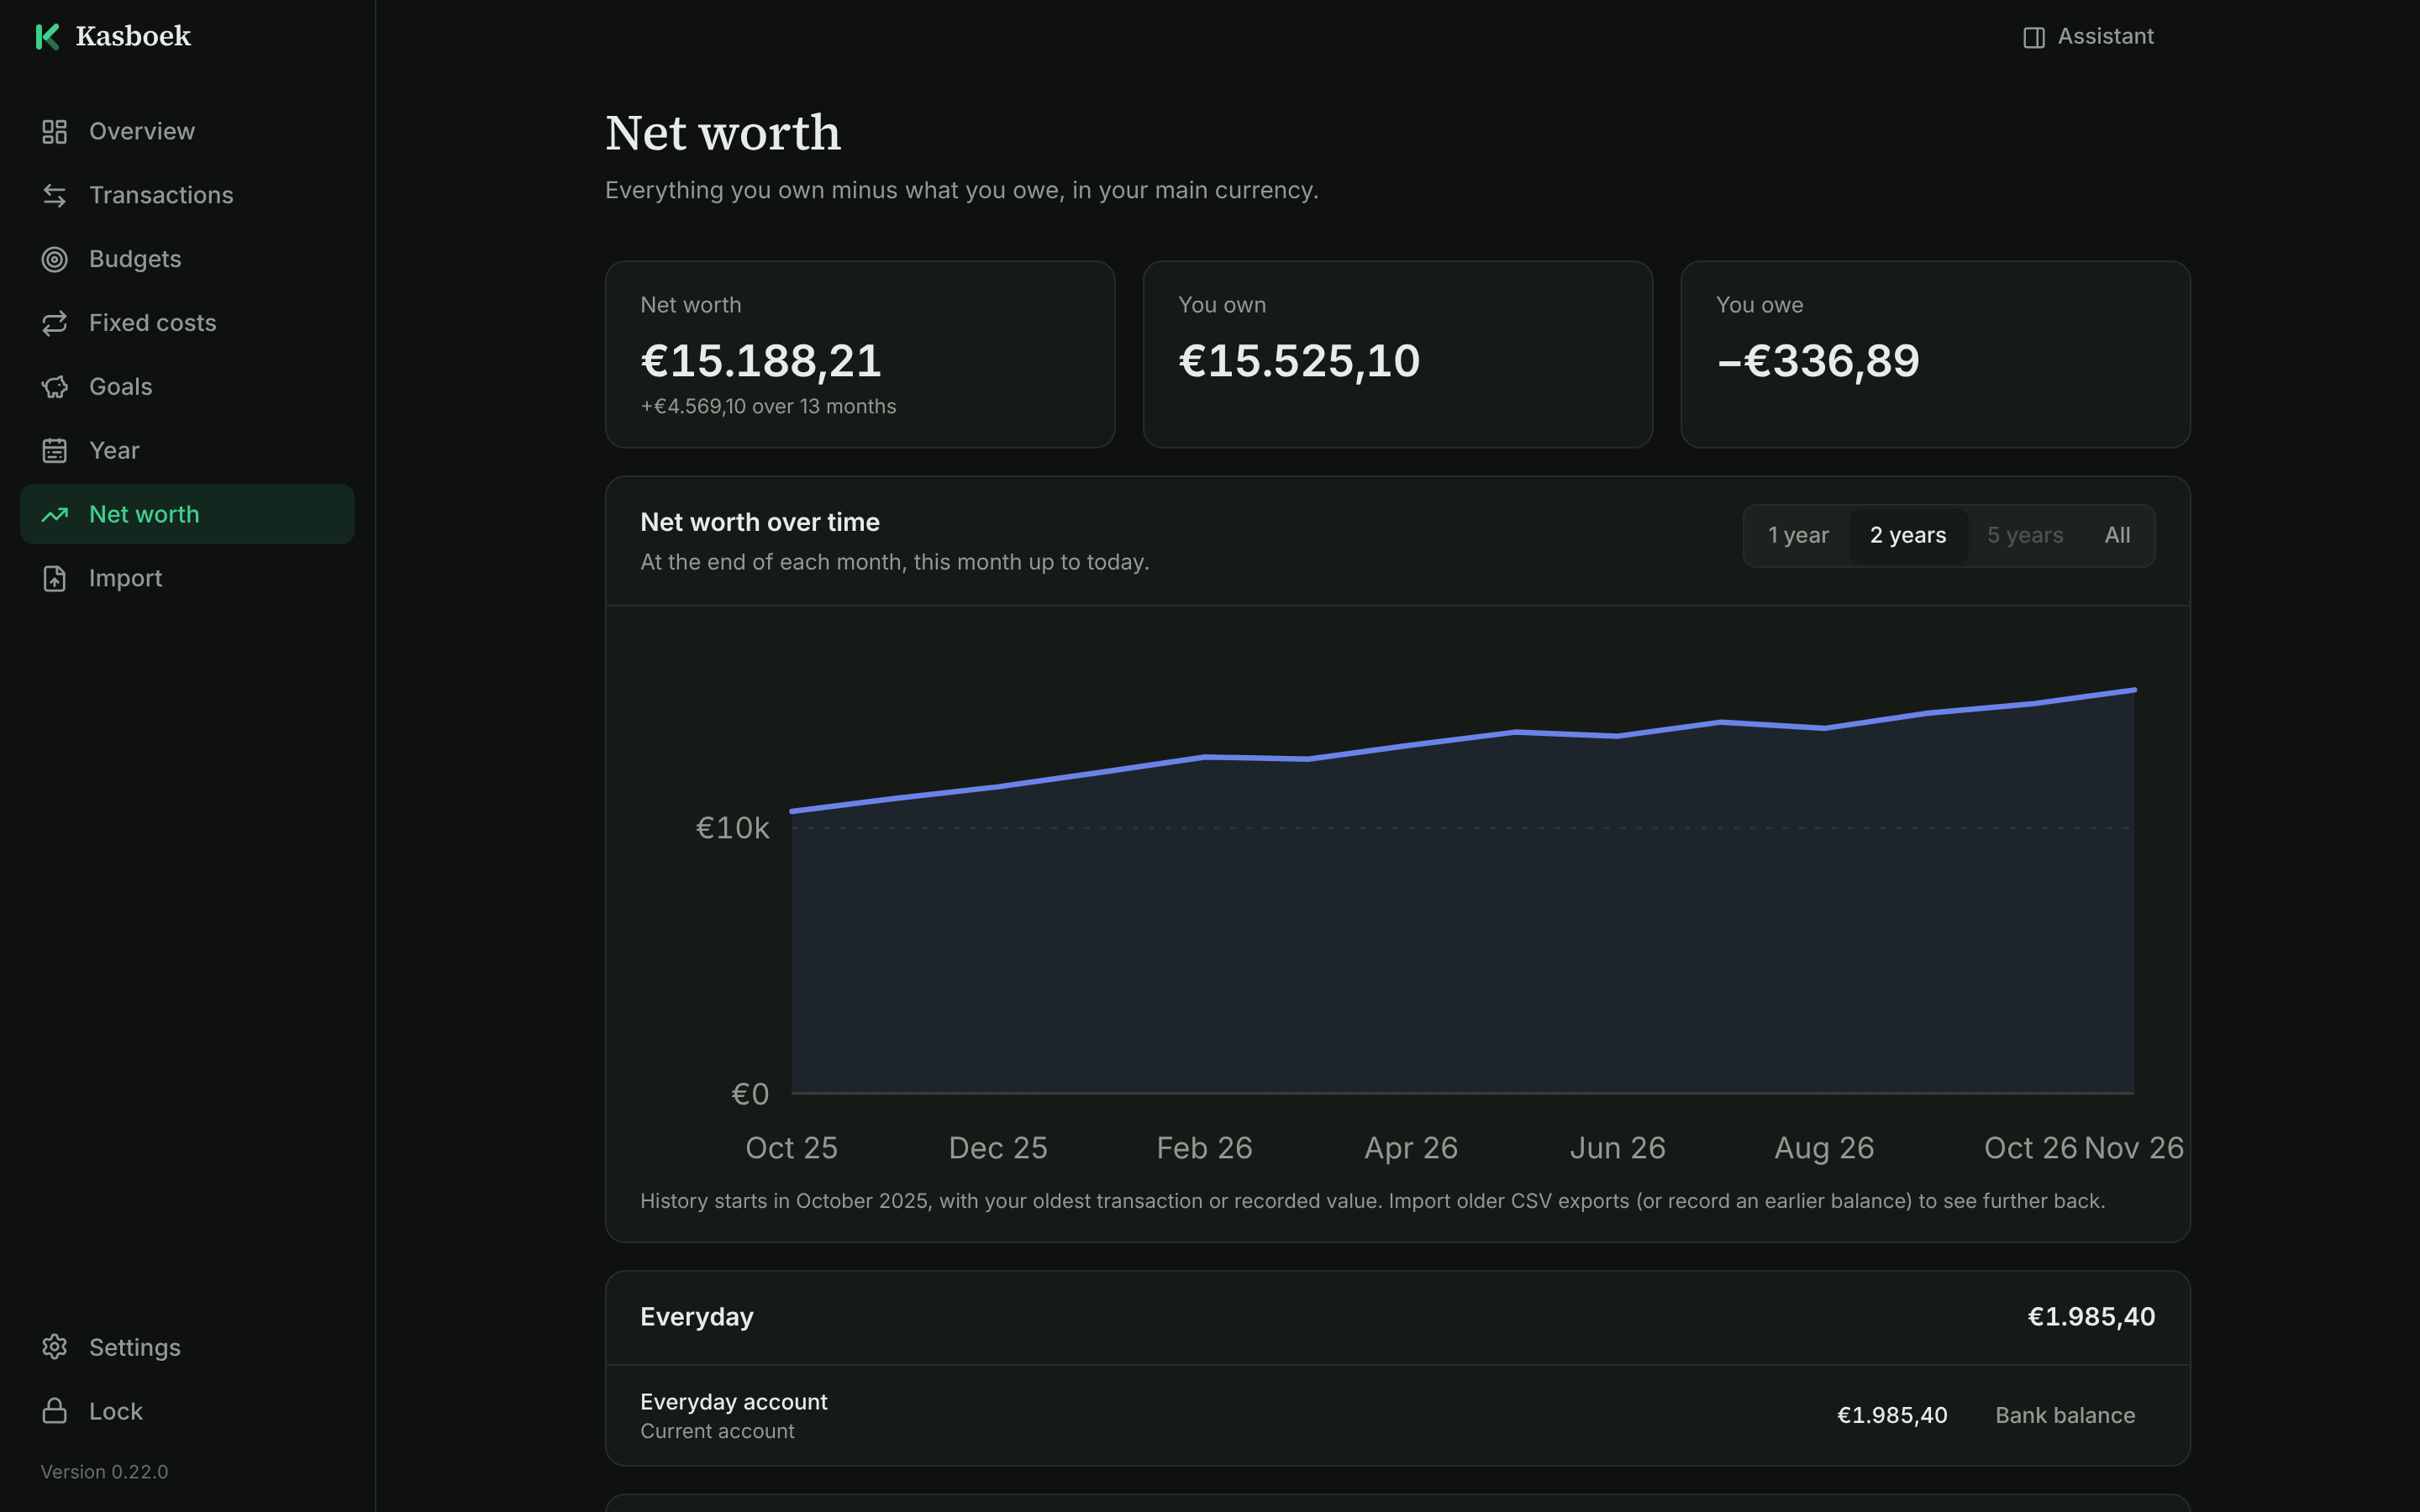 Kasboek
Assistant
Overview
Transactions
Budgets
Fixed costs
Goals
Year
Net worth
Import
Settings
Lock
Version 0.22.0
Net worth
Everything you own minus what you owe, in your main currency.
Net worth
€15.188,21
+€4.569,10 over 13 months
You own
€15.525,10
You owe
–€336,89
Net worth over time
At the end of each month, this month up to today.
1 year 2 years 5 years All
€10k
€0
Oct 25 Dec 25 Feb 26 Apr 26 Jun 26 Aug 26 Oct 26 Nov 26
History starts in October 2025, with your oldest transaction or recorded value. Import older CSV exports (or record an earlier balance) to see further back.
Everyday €1.985,40
Everyday account
Current account
€1.985,40 Bank balance